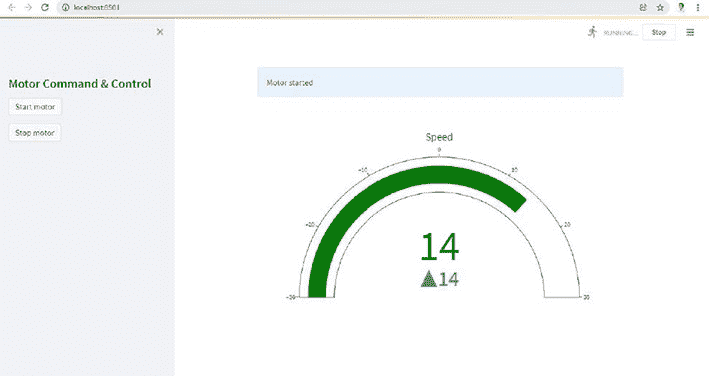 localhost:8501
RUNNING...
Stop
Motor Command & Control
Start motor
Stop motor
Motor started
Speed
0
−10
10
−20
20
−30
30
14
▲14